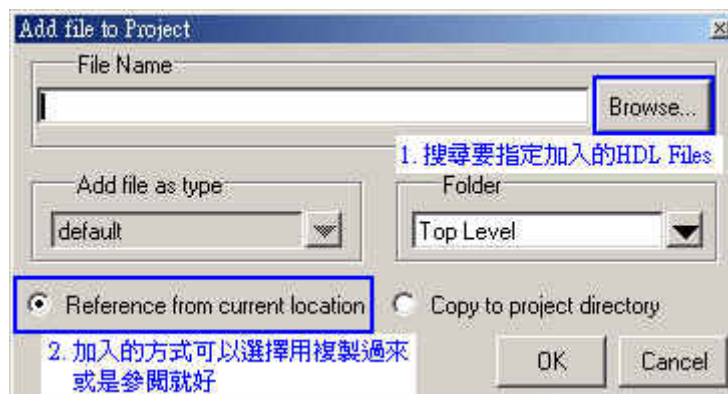 Add file to Project
File Name
Browse...
1. 搜尋要指定加入的HDL Files
Add file as type
Folder
default
Top Level
Reference from current location
Copy to project directory
2. 加入的方式可以選擇用複製過來
或是參閱就好
OK
Cancel